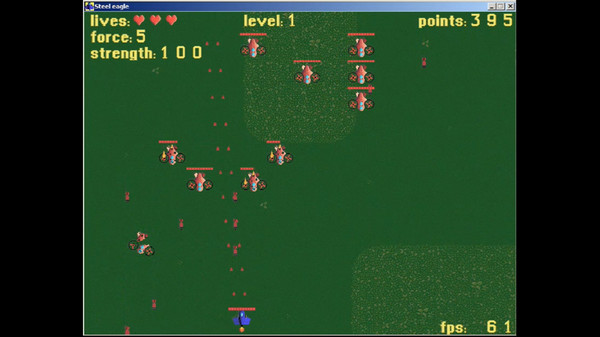 Steel eagle
lives: level: 1 points: 3 9 5
force: 5
strength: 1 0 0
fps: 6 1